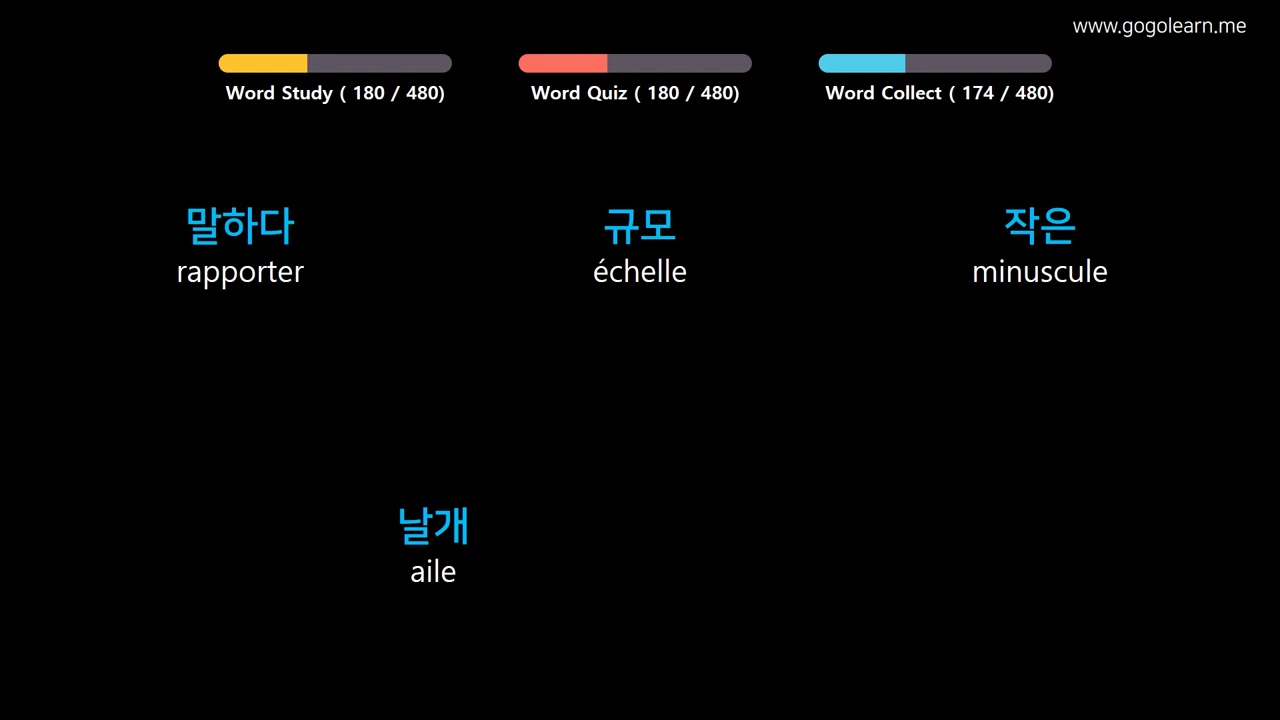 www.gogolearn.me
Word Study ( 180 / 480)
Word Quiz ( 180 / 480)
Word Collect ( 174 / 480)
말하다
rapporter
규모
échelle
작은
minuscule
날개
aile